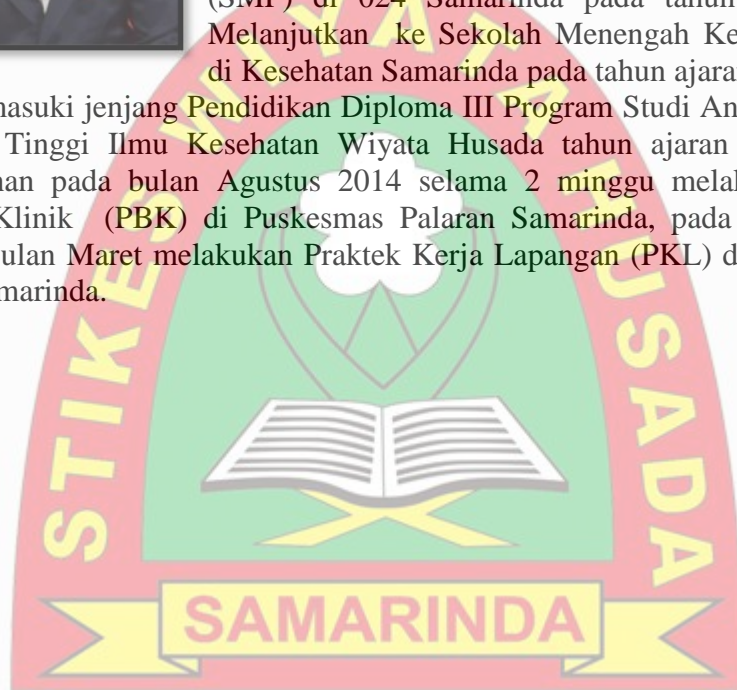 (SMP) di 024 Samarinda pada tahun
Melanjutkan ke Sekolah Menengah Ke
di Kesehatan Samarinda pada tahun ajaran
masuki jenjang Pendidikan Diploma III Program Studi An
Tinggi Ilmu Kesehatan Wiyata Husada tahun ajaran
nan pada bulan Agustus 2014 selama 2 minggu melak
Klinik (PBK) di Puskesmas Palaran Samarinda, pada
ulan Maret melakukan Praktek Kerja Lapangan (PKL) d
marinda.
STIKES WIYATA HUSADA
SAMARINDA